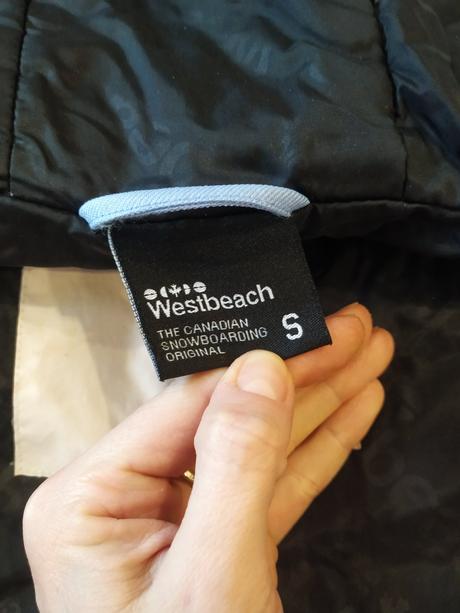 Westbeach
THE CANADIAN
SNOWBOARDING
ORIGINAL
S